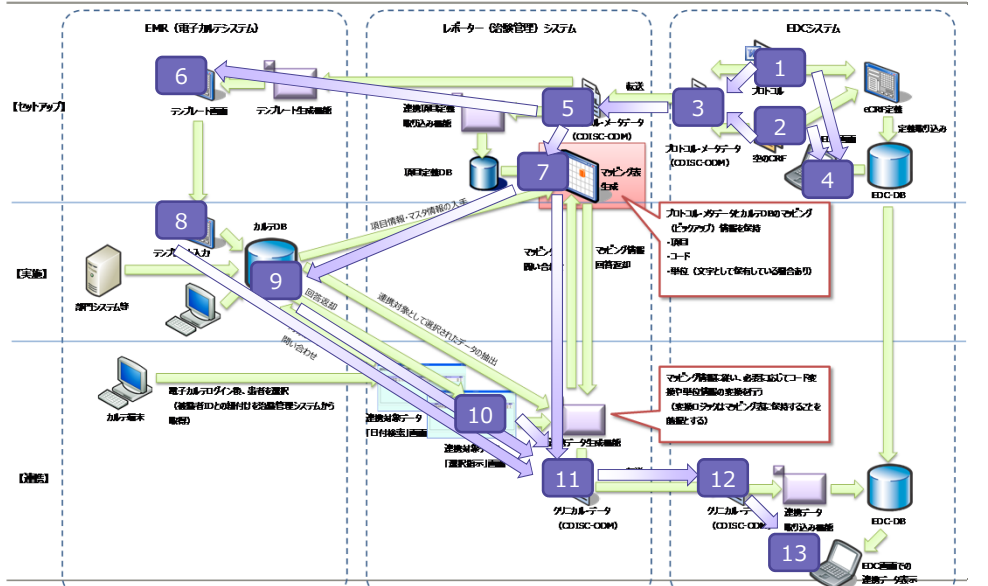 EMR（電子カルテシステム）
レポーター（治験管理）システム
EDCシステム
【セットアップ】
6
テンプレート画面
テンプレート生成機能
連携項目定義
取り込み機能
項目定義DB
5
(CDISC-ODM)
転送
3
プロトコル・メタデータ
(CDISC-ODM)
1
プロトコル
2
空のCRF
4
eCRF定義
定義取り込み
EDC-DB
7
マッピング表
生成
【実施】
8
カルテDB
9
部門システム等
項目情報・マスタ情報の入手
回答返却
問い合わせ
連携対象として選択されたデータの抽出
問い合わせ
マッピング情報
回答返却
プロトコル・メタデータとカルテDBのマッピング
（ピックアップ）情報を保持
・項目
・コード
・単位（文字として保有している場合あり）
【連携】
カルテ端末
電子カルテログイン後、患者を選択
（被験者IDとの紐付けを治験管理システムから
取得）
連携対象データ
「日付検索」画面
10
「選択指示」画面
データ生成機能
マッピング情報に従い、必要に応じてコード変
換や単位情報の変換を行う
（変換ロジックはマッピング表に保持することを
前提とする）
11
クリニカル・データ
(CDISC-ODM)
12
(CDISC-ODM)
連携データ
取り込み機能
EDC-DB
13
EDC画面での
連携データ表示